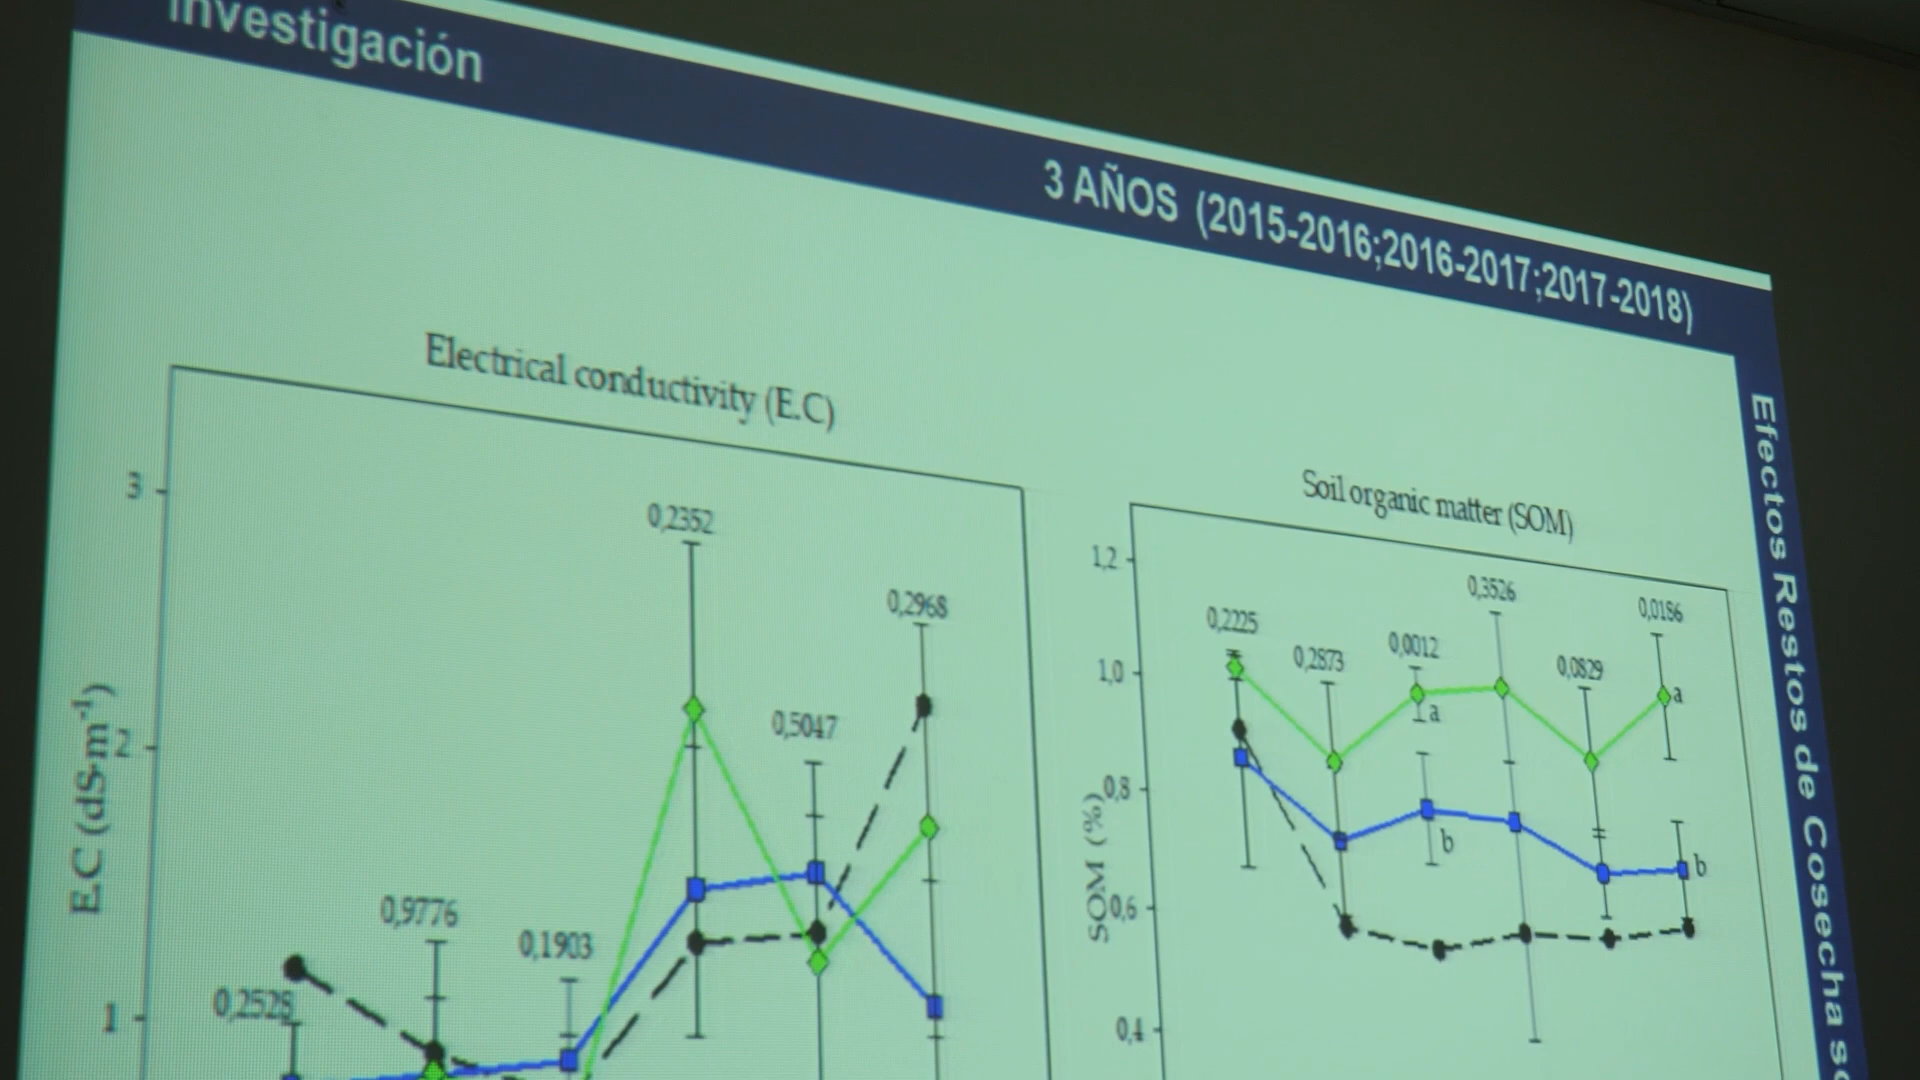 Investigación
3 AÑOS (2015-2016;2016-2017;2017-2018)
Efectos Restos de Cosecha
Electrical conductivity (E.C)
3
2
1
E.C (dS·m⁻¹)
0,2528
0,9776
0,1903
0,2352
0,5047
0,2968
Soil organic matter (SOM)
1,2
1,0
0,8
0,6
0,4
SOM (%)
0,2225
0,2873
0,0012
0,3526
0,0829
0,0186
a
a
b
b